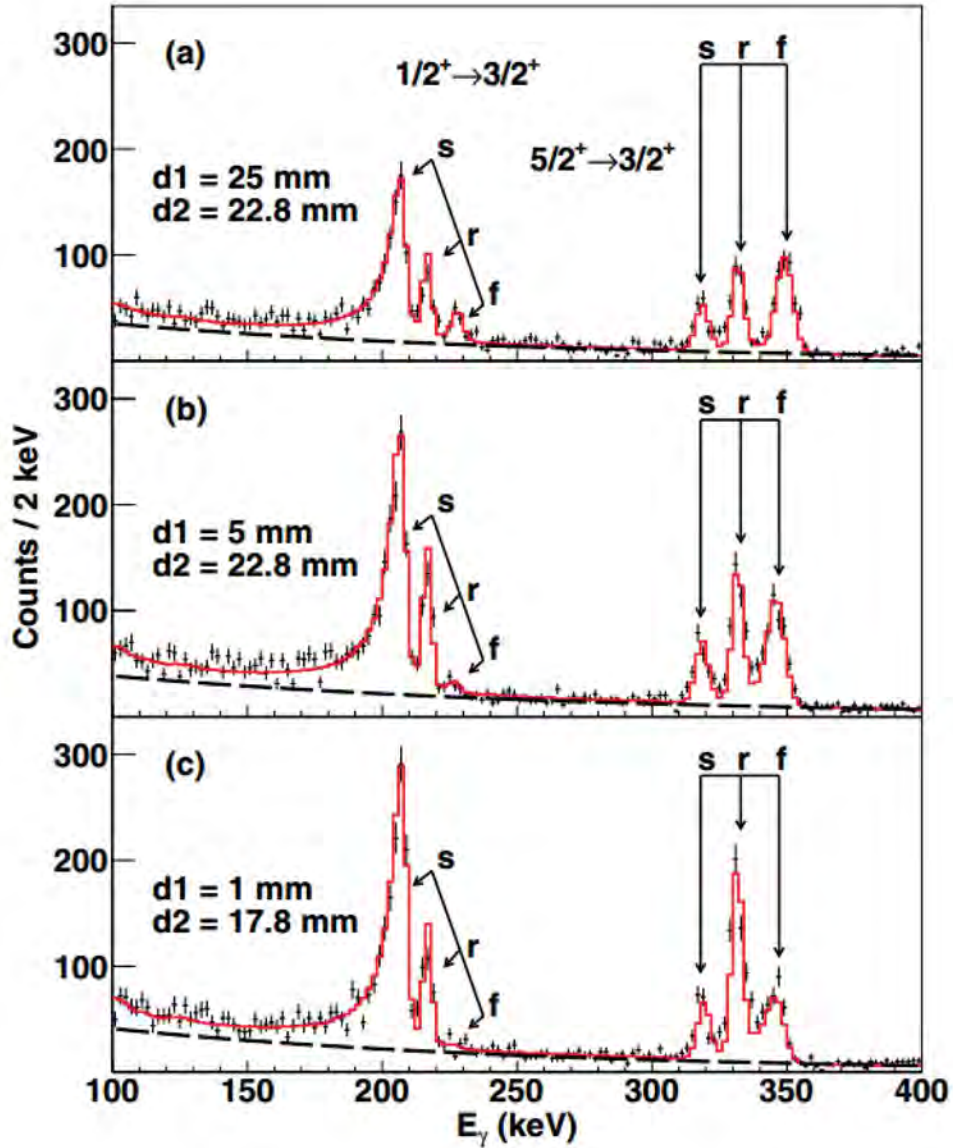 300
(a)
1/2⁺→3/2⁺
s r f
200
s
5/2⁺→3/2⁺
d1 = 25 mm
d2 = 22.8 mm
100
r
f
300
(b)
s r f
200
s
d1 = 5 mm
d2 = 22.8 mm
100
r
f
Counts / 2 keV
300
(c)
s r f
200
s
d1 = 1 mm
d2 = 17.8 mm
100
r
f
100 150 200 250 300 350 400
Eγ (keV)